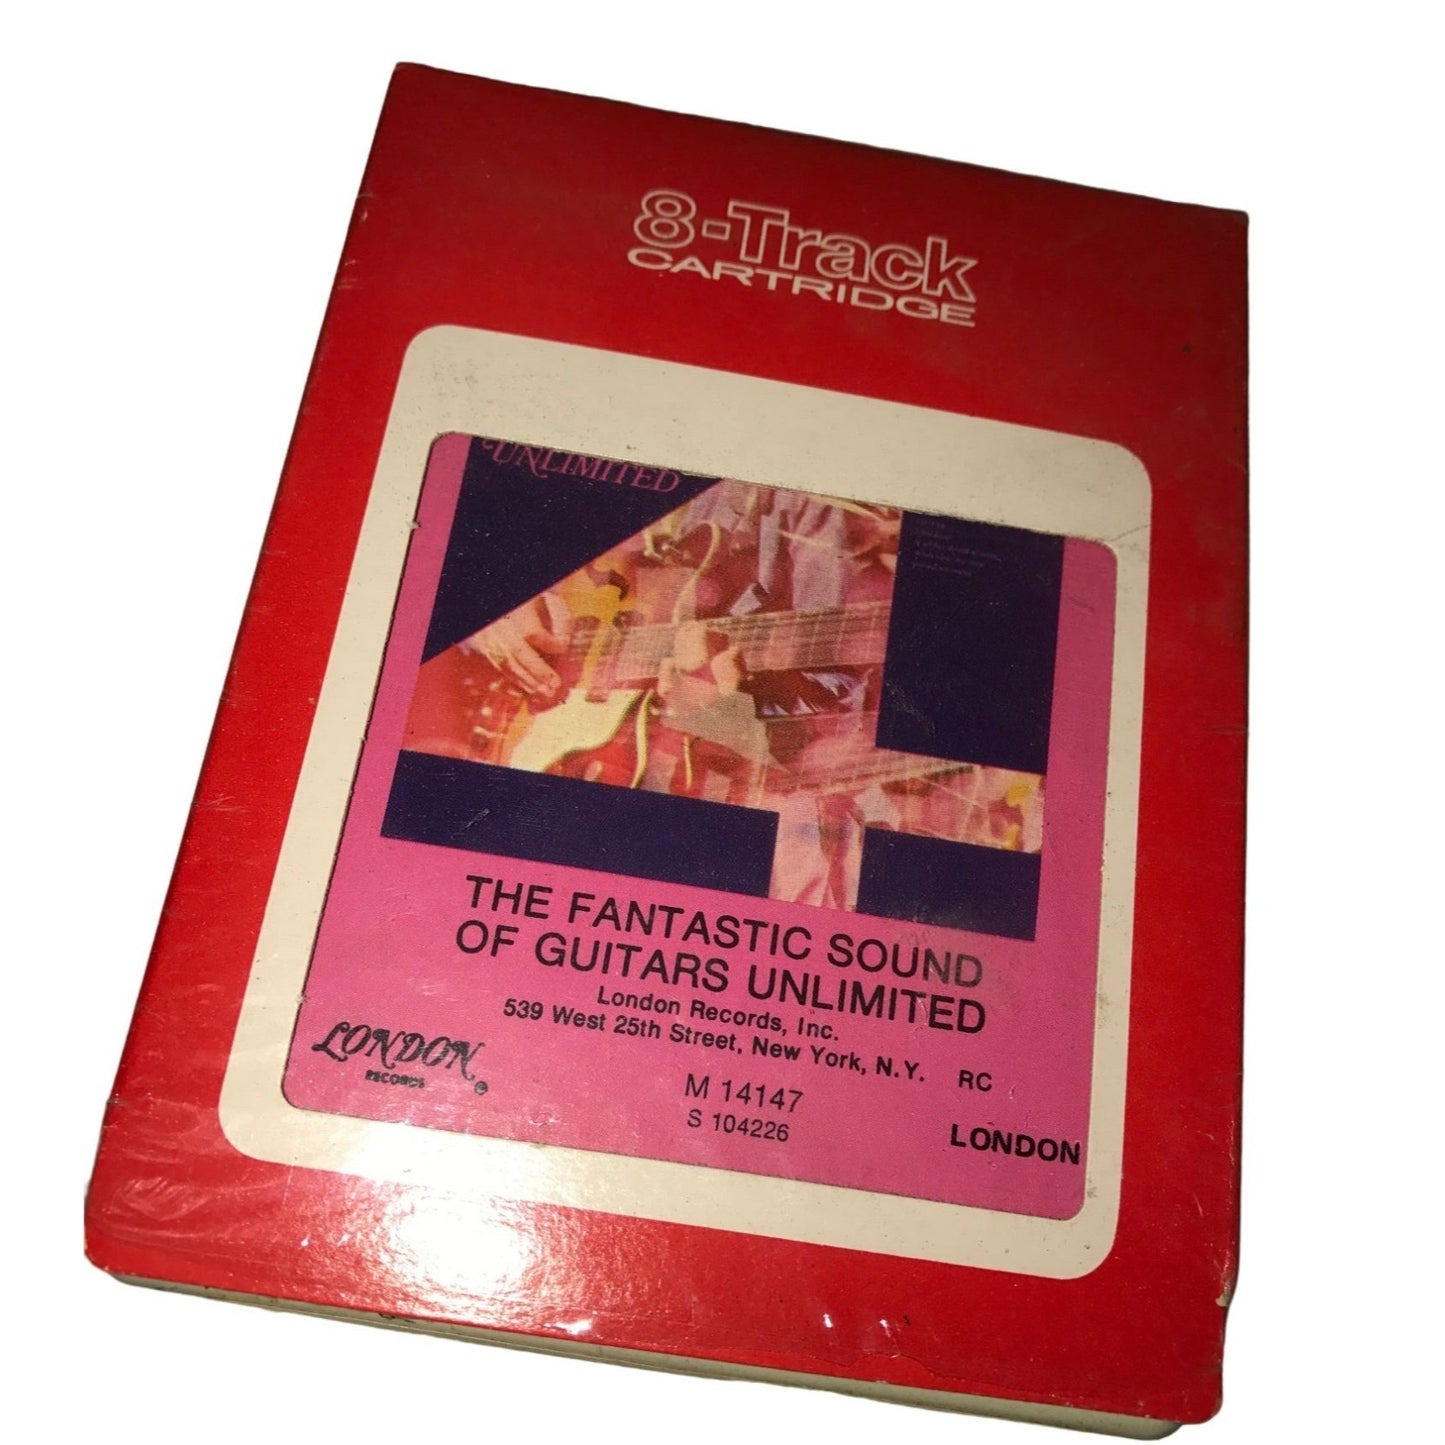 8-Track
CARTRIDGE
UNLIMITED
THE FANTASTIC SOUND
OF GUITARS UNLIMITED
London Records, Inc.
539 West 25th Street, New York, N.Y. RC
LONDON
RECORDS
M 14147
S 104226
LONDON